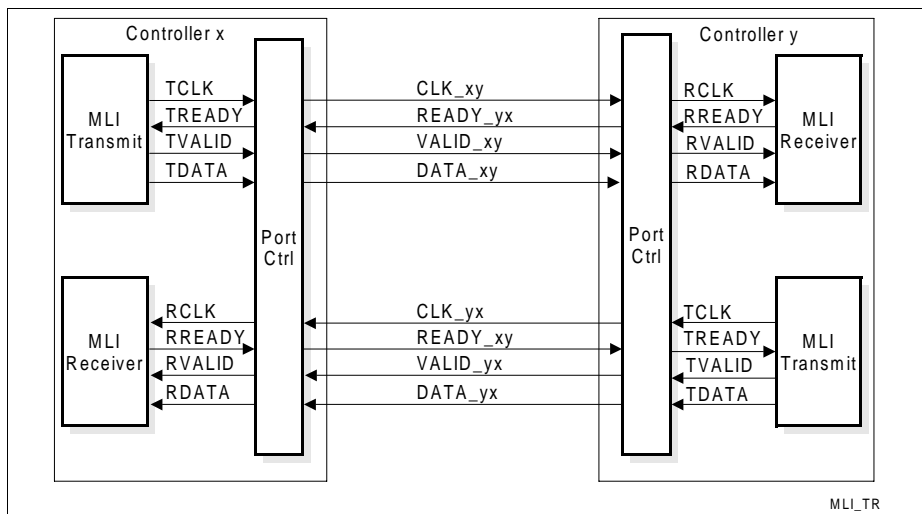 Controller x
Controller y
MLI
Transmit
TCLK
TREADY
TVALID
TDATA
Port
Ctrl
CLK_xy
READY_yx
VALID_xy
DATA_xy
Port
Ctrl
RCLK
RREADY
RVALID
RDATA
MLI
Receiver
MLI
Receiver
RCLK
RREADY
RVALID
RDATA
CLK_yx
READY_xy
VALID_yx
DATA_yx
TCLK
TREADY
TVALID
TDATA
MLI
Transmit
MLI_TR